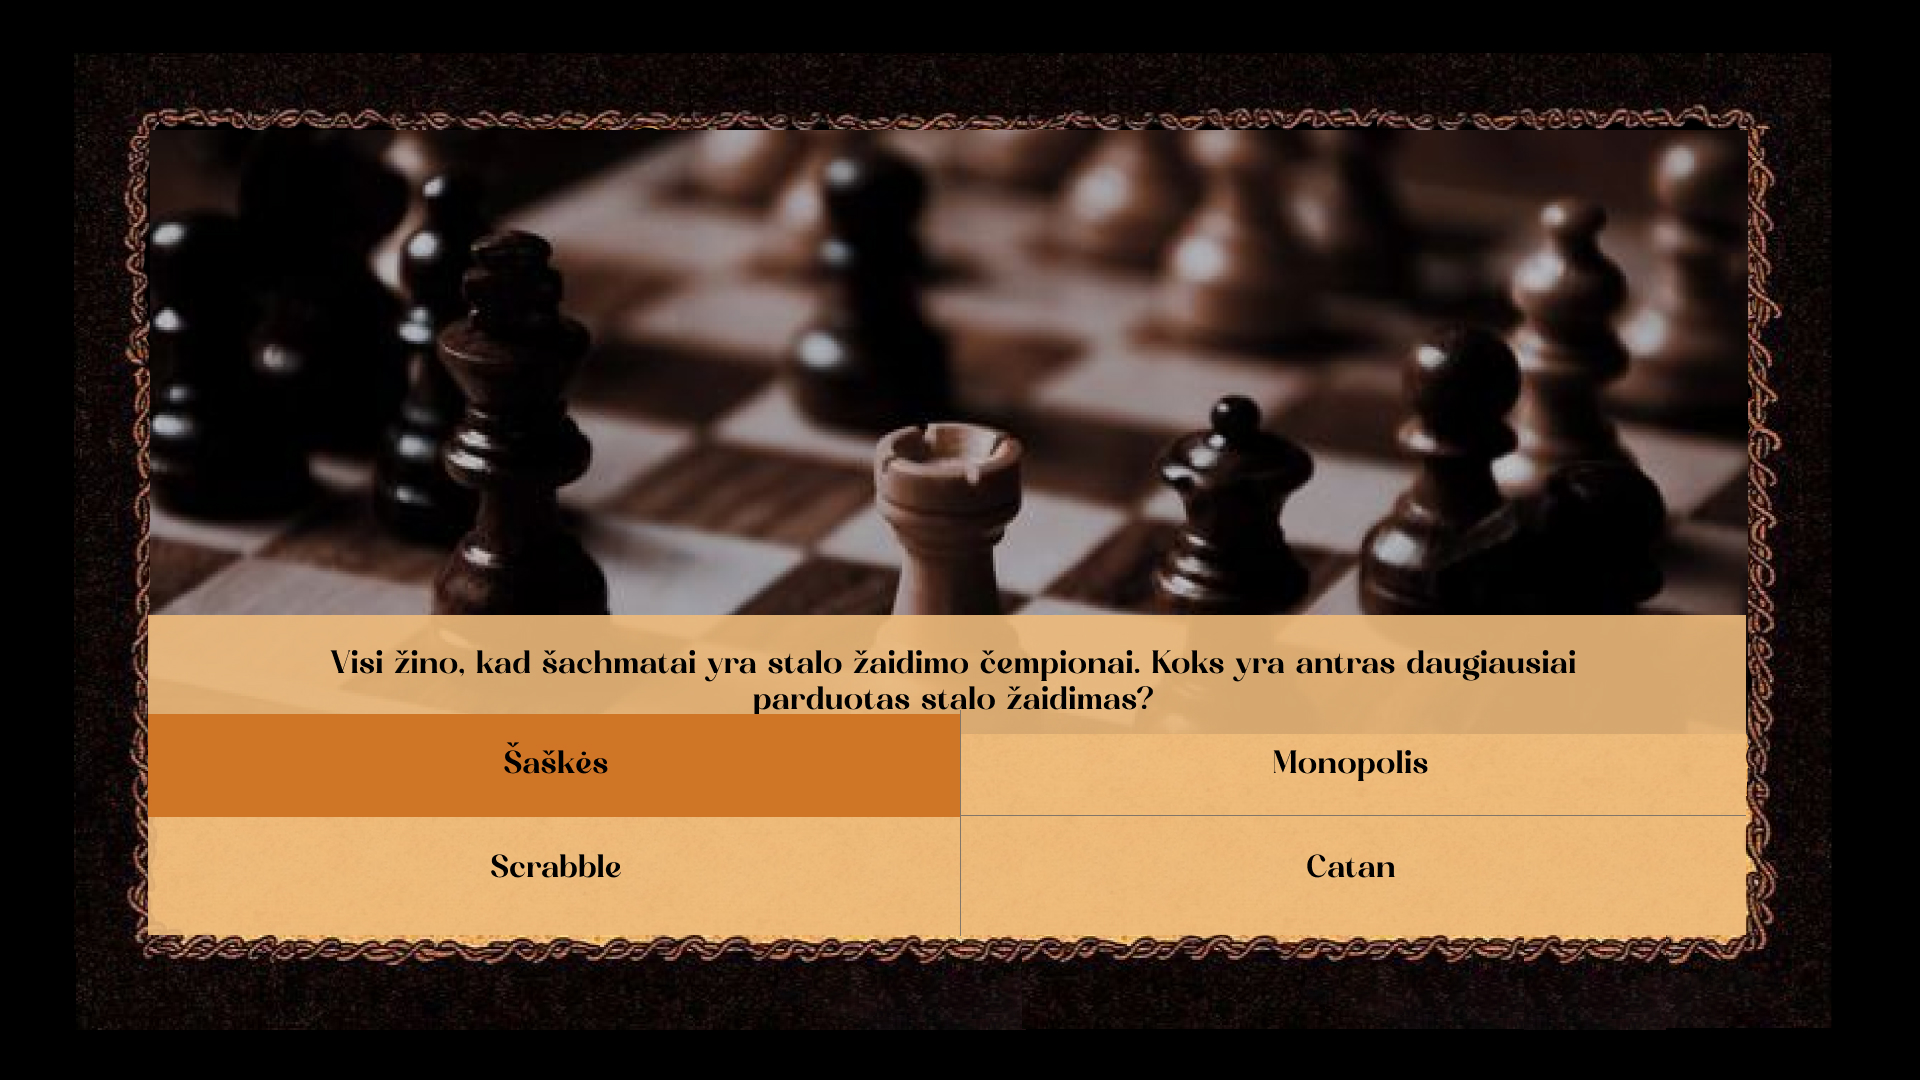 Visi žino, kad šachmatai yra stalo žaidimo čempionai. Koks yra antras daugiausiai
parduotas stalo žaidimas?
Šaškės
Monopolis
Scrabble
Catan